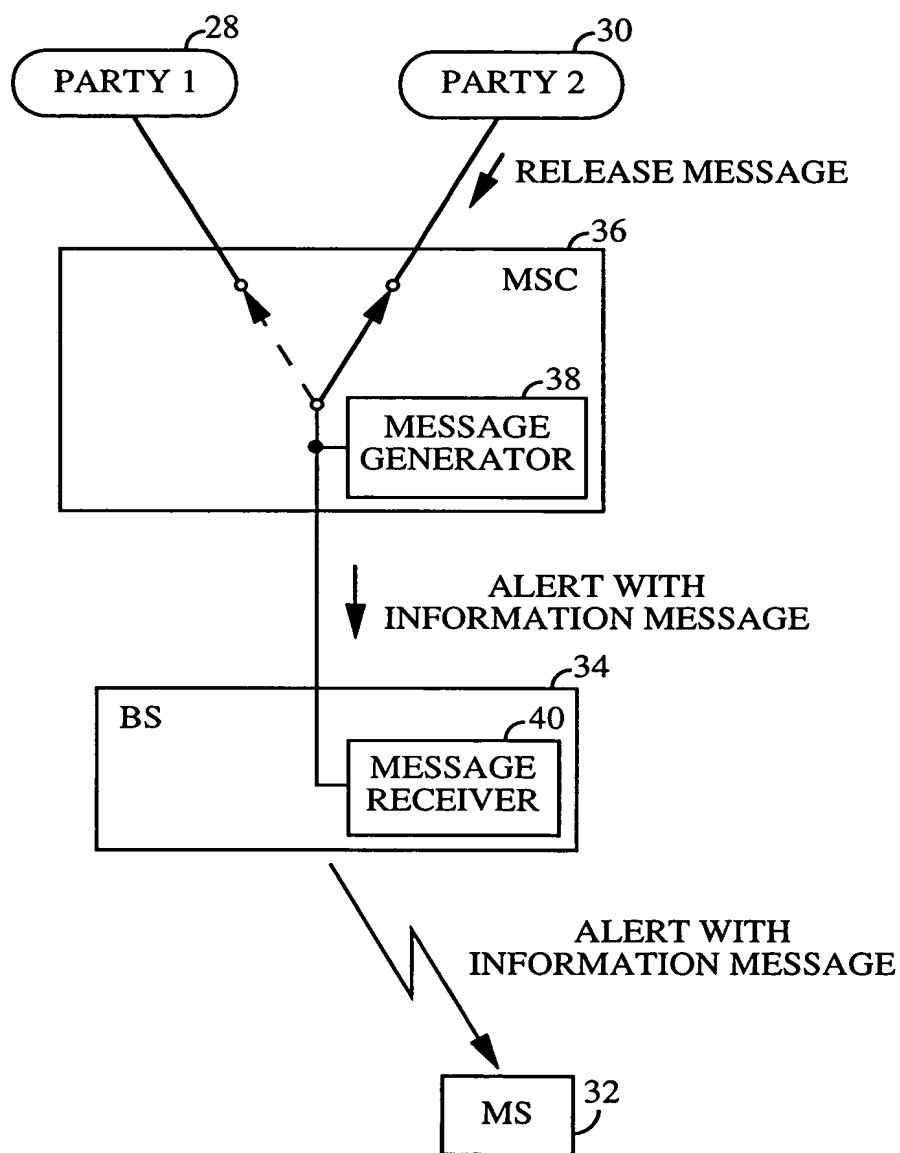 28
30
PARTY 1
PARTY 2
RELEASE MESSAGE
36
MSC
38
MESSAGE
GENERATOR
ALERT WITH
INFORMATION MESSAGE
34
BS
40
MESSAGE
RECEIVER
ALERT WITH
INFORMATION MESSAGE
32
MS